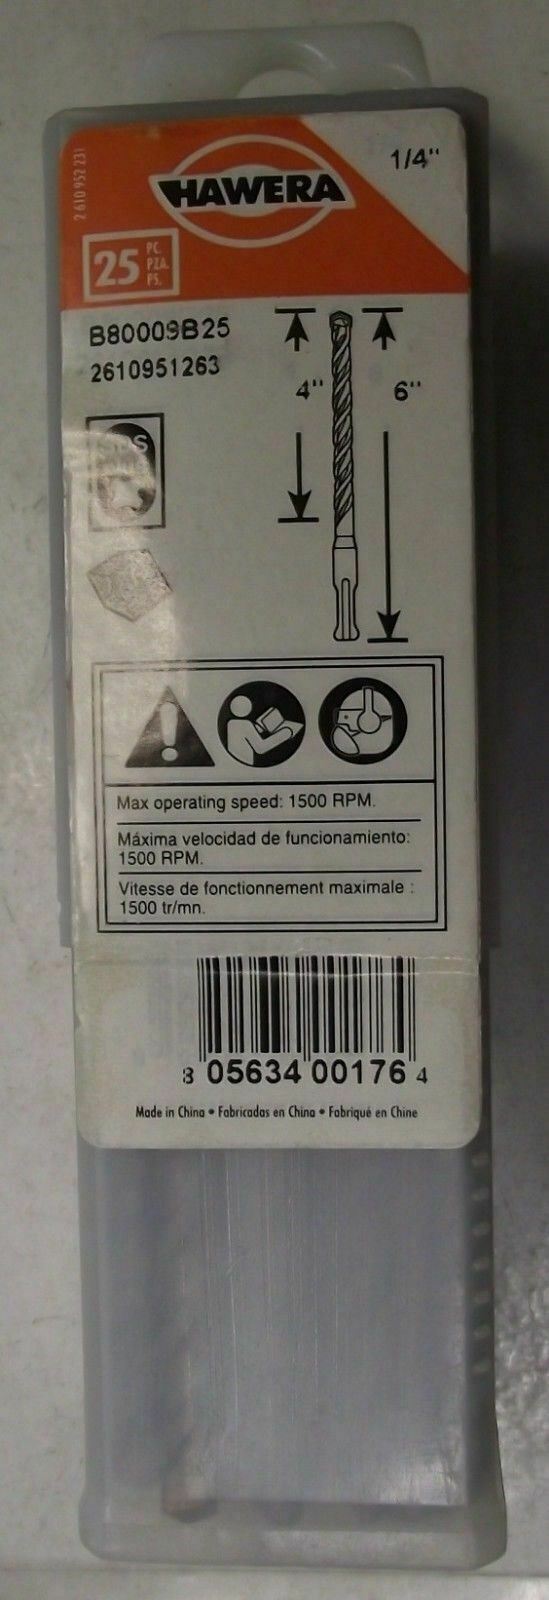 2 610 952 231
HAWERA
1/4"
25
PC.
PZA.
PS.
B80009B25
2610951263
4"
6"
SDS
Max operating speed: 1500 RPM.
Máxima velocidad de funcionamiento:
1500 RPM.
Vitesse de fonctionnement maximale :
1500 tr/mn.
8 05634 00176 4
Made in China • Fabricadas en China • Fabriqué en Chine